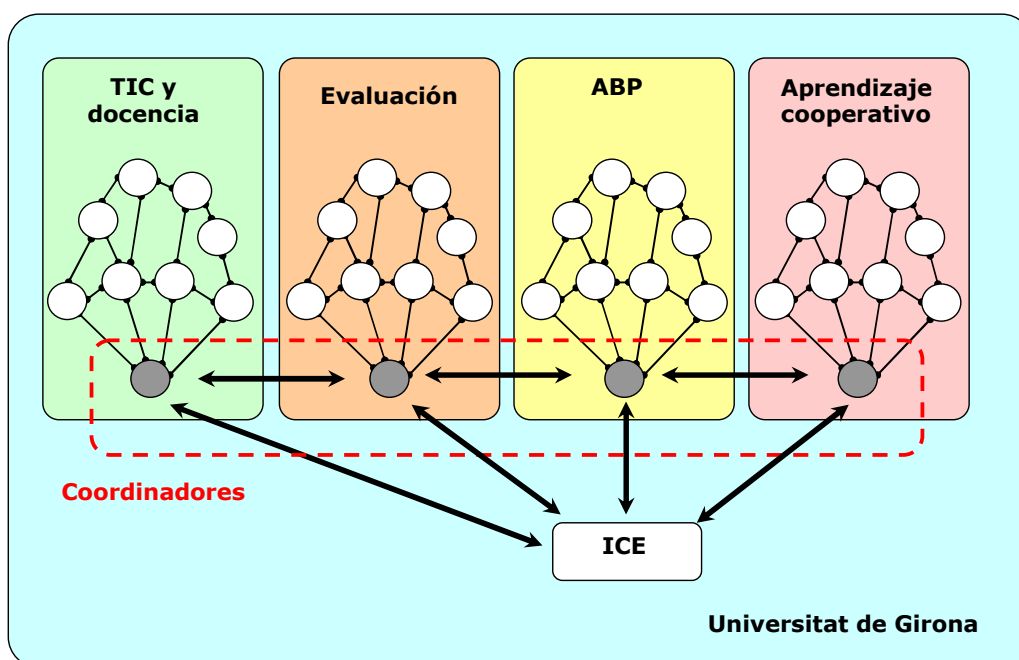 TIC y
docencia
Evaluación
ABP
Aprendizaje
cooperativo
Coordinadores
ICE
Universitat de Girona